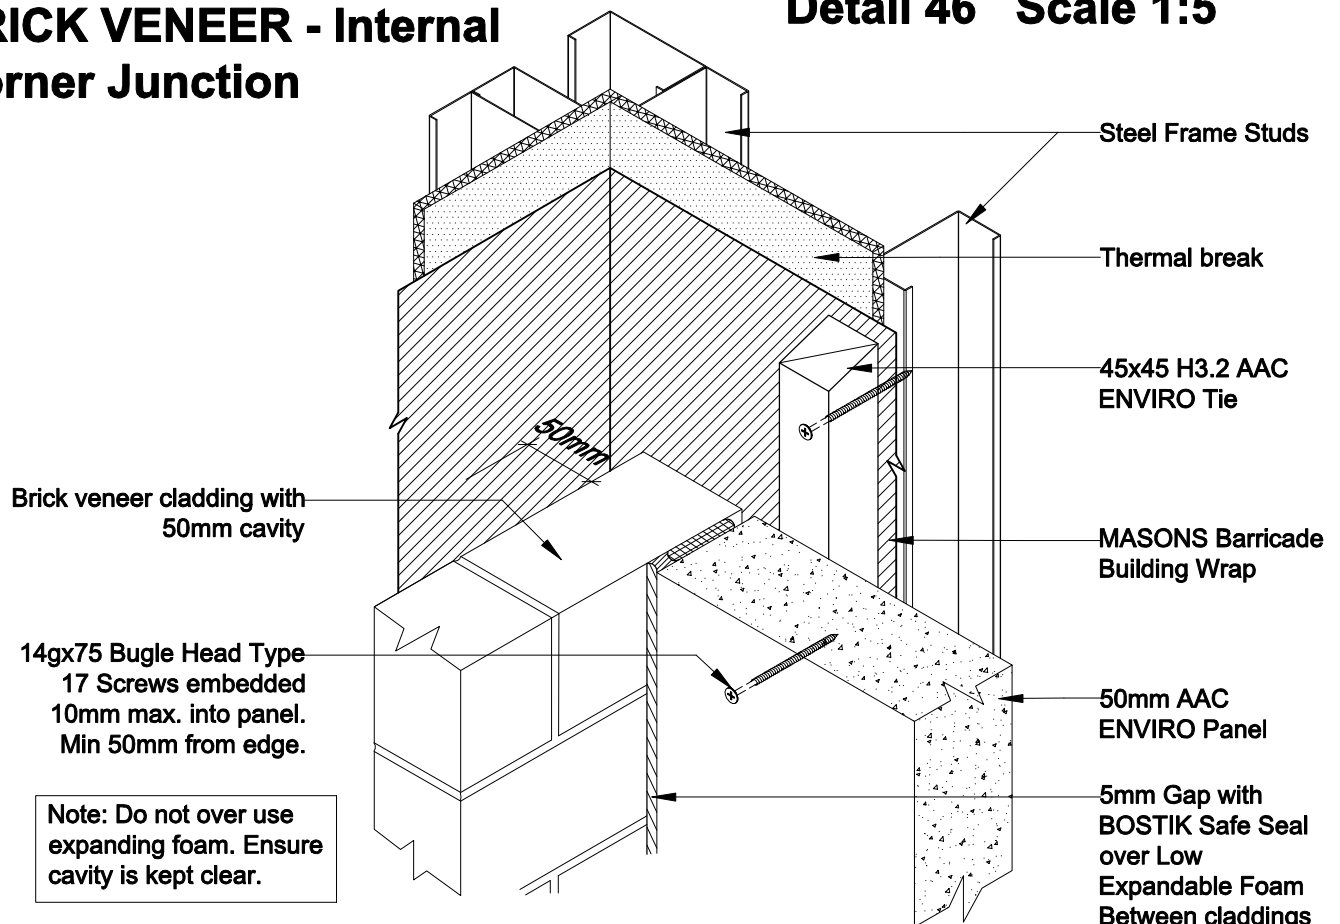 RICK VENEER - Internal
orner Junction
Detail 46 Scale 1:5
Steel Frame Studs
Thermal break
45x45 H3.2 AAC
ENVIRO Tie
50mm
Brick veneer cladding with
50mm cavity
MASONS Barricade
Building Wrap
14gx75 Bugle Head Type
17 Screws embedded
10mm max. into panel.
Min 50mm from edge.
50mm AAC
ENVIRO Panel
Note: Do not over use
expanding foam. Ensure
cavity is kept clear.
5mm Gap with
BOSTIK Safe Seal
over Low
Expandable Foam
Between claddings